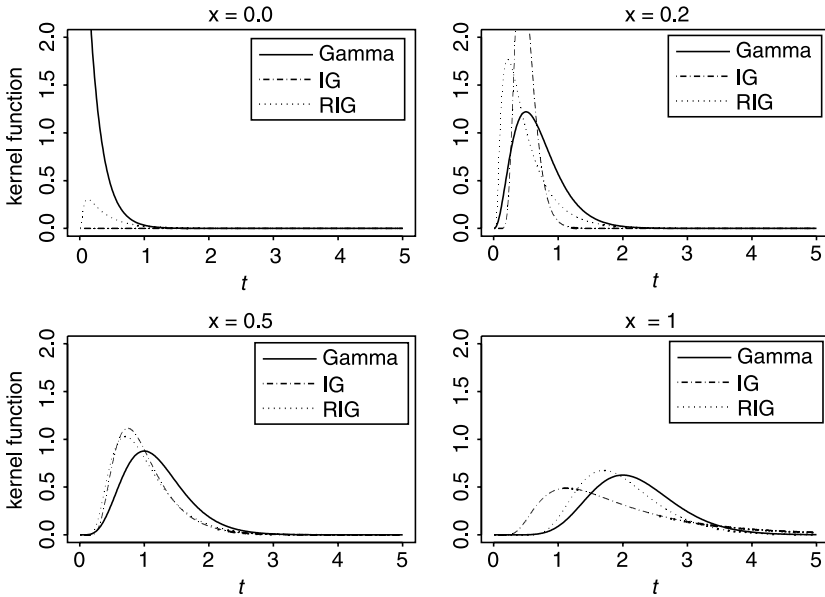 x = 0.0
kernel function
2.0
1.5
1.0
0.5
0.0
Gamma
IG
RIG
0 1 2 3 4 5
t
x = 0.2
2.0
1.5
1.0
0.5
0.0
Gamma
IG
RIG
0 1 2 3 4 5
t
x = 0.5
kernel function
2.0
1.5
1.0
0.5
0.0
Gamma
IG
RIG
0 1 2 3 4 5
t
x = 1
2.0
1.5
1.0
0.5
0.0
Gamma
IG
RIG
0 1 2 3 4 5
t